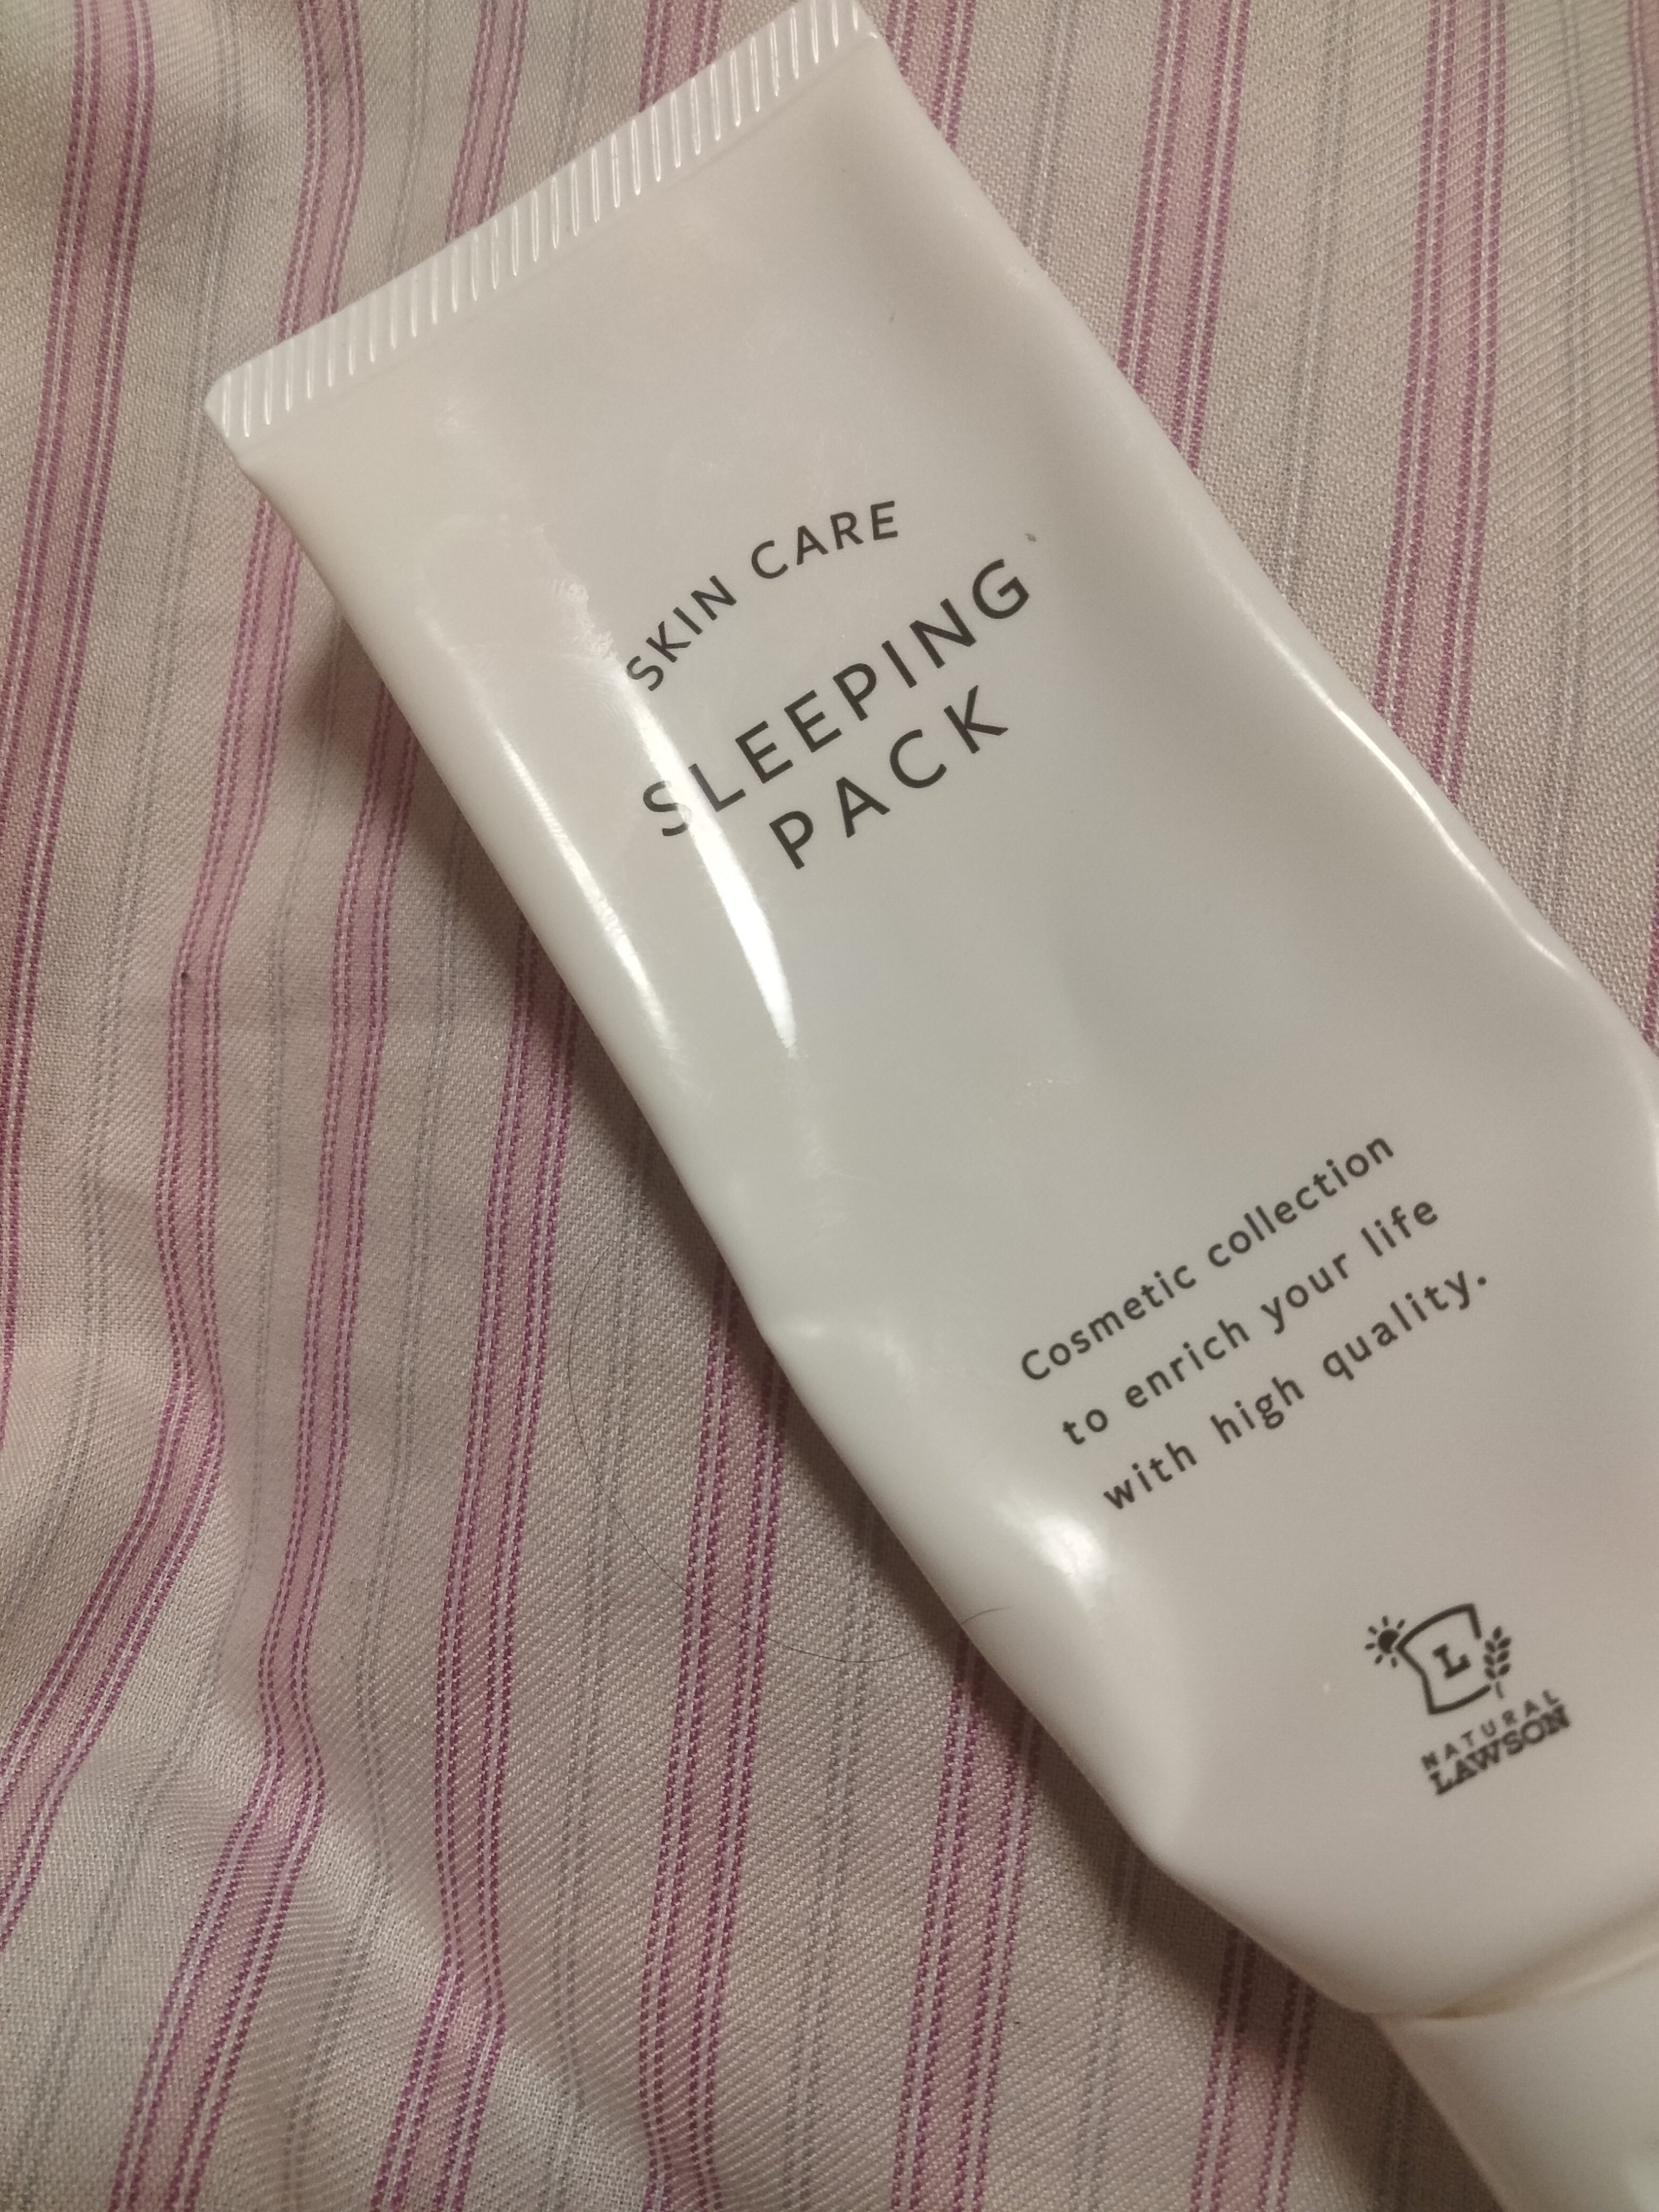 SKIN CARE
SLEEPING
PACK
Cosmetic collection
to enrich your life
with high quality.
L
NATURAL
LAWSON